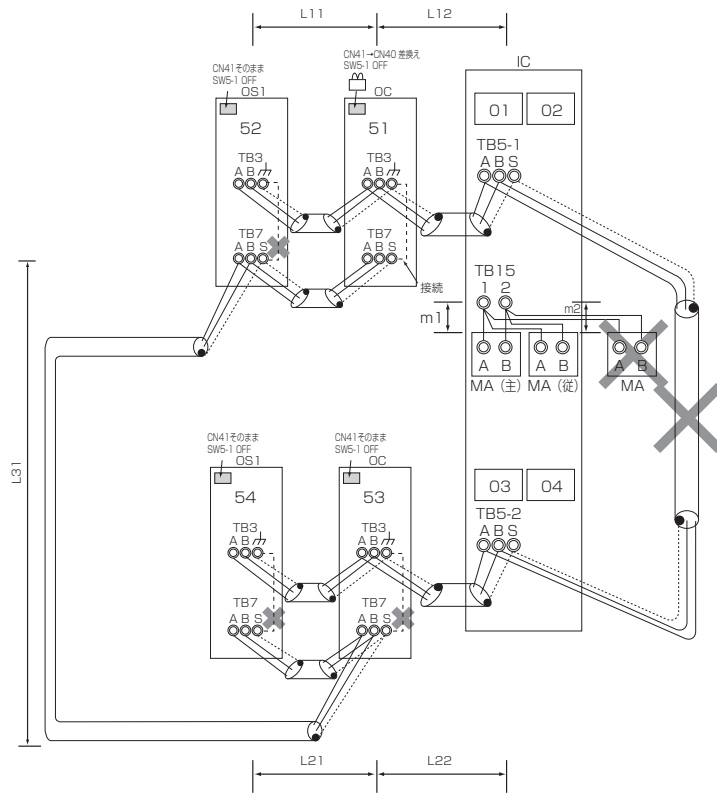 L11
L12
CN41そのまま
SW5-1 OFF
OS1
CN41→CN40 差換え
SW5-1 OFF
OC
IC
52
51
01
02
TB3
A B
TB3
A B
TB5-1
A B S
TB7
A B S
TB7
A B S
接続
TB15
1 2
m1
m2
A B
A B
A B
MA (主)
MA (従)
MA
L31
CN41そのまま
SW5-1 OFF
OS1
CN41そのまま
SW5-1 OFF
OC
54
53
03
04
TB3
A B
TB3
A B
TB5-2
A B S
TB7
A B S
TB7
A B S
L21
L22